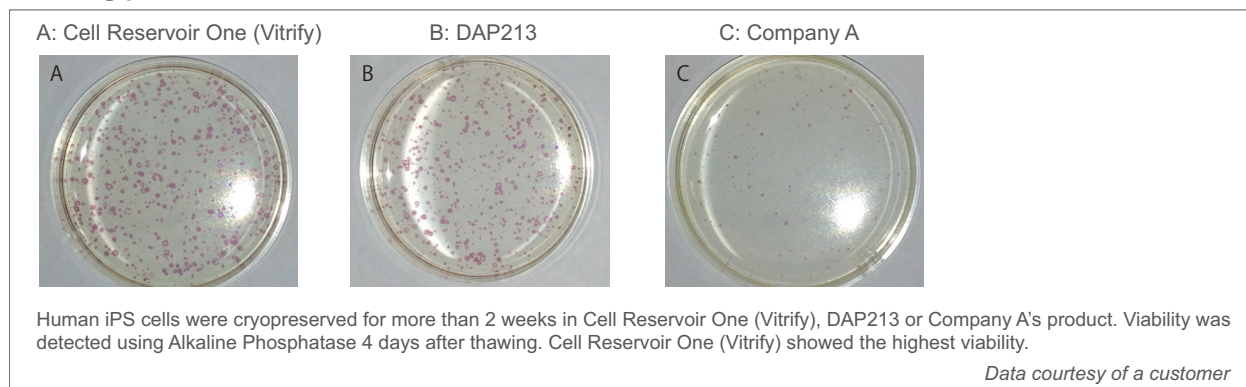 A: Cell Reservoir One (Vitrify)
B: DAP213
C: Company A
A
B
C
Human iPS cells were cryopreserved for more than 2 weeks in Cell Reservoir One (Vitrify), DAP213 or Company A's product. Viability was
detected using Alkaline Phosphatase 4 days after thawing. Cell Reservoir One (Vitrify) showed the highest viability.
Data courtesy of a customer